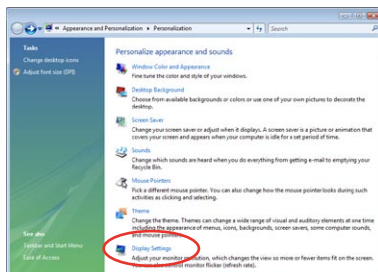 Appearance and Personalization Personalization
Search
Tasks
Change desktop icons
Adjust font size (DPI)
Personalize appearance and sounds
Window Color and Appearance
Fine tune the color and style of your windows.
Desktop Background
Choose from available backgrounds or colors or use one of your own pictures to decorate the
desktop.
Screen Saver
Change your screen saver or adjust when it displays. A screen saver is a picture or animation that
covers your screen and appears when your computer is idle for a set period of time.
Sounds
Change which sounds are heard when you do everything from getting e-mail to emptying your
Recycle Bin.
Mouse Pointers
Pick a different mouse pointer. You can also change how the mouse pointer looks during such
activities as clicking and selecting.
Theme
Change the theme. Themes can change a wide range of visual and auditory elements at one time
including the appearance of menus, icons, backgrounds, screen savers, some computer sounds,
and mouse pointers.
Display Settings
Adjust your monitor resolution, which changes the view so more or fewer items fit on the screen.
You can also control monitor flicker (refresh rate).
See also
Taskbar and Start Menu
Ease of Access